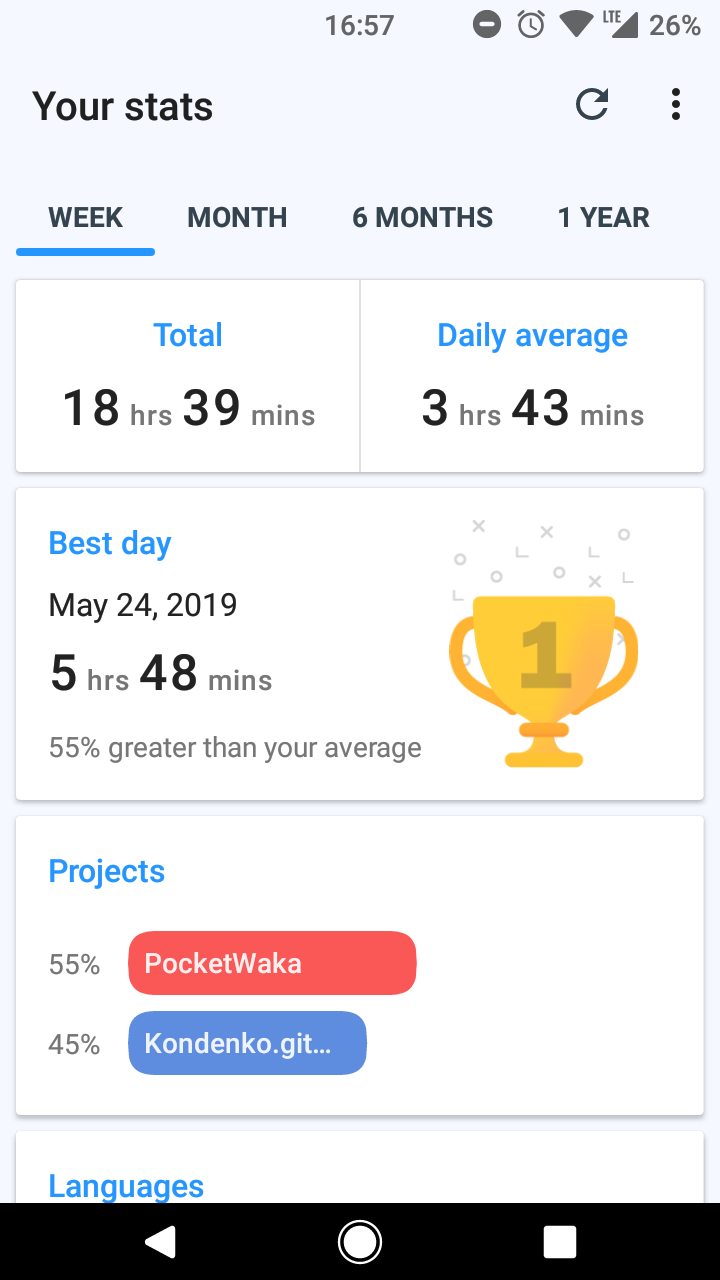 16:57 LTE 26%
Your stats
WEEK MONTH 6 MONTHS 1 YEAR
Total Daily average
18 hrs 39 mins 3 hrs 43 mins
Best day
May 24, 2019
5 hrs 48 mins
1
55% greater than your average
Projects
55% PocketWaka
45% Kondenko.git...
Languages